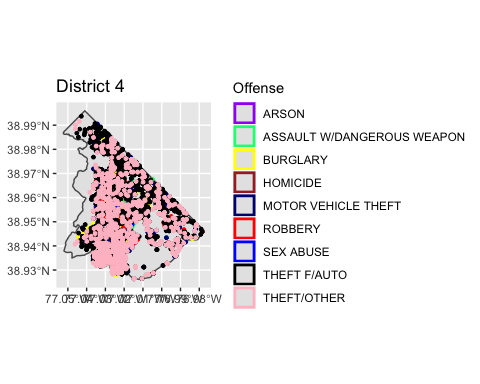 District 4
Offense
ARSON
ASSAULT W/DANGEROUS WEAPON
BURGLARY
HOMICIDE
MOTOR VEHICLE THEFT
ROBBERY
SEX ABUSE
THEFT F/AUTO
THEFT/OTHER
38.99°N
38.98°N
38.97°N
38.96°N
38.95°N
38.94°N
38.93°N